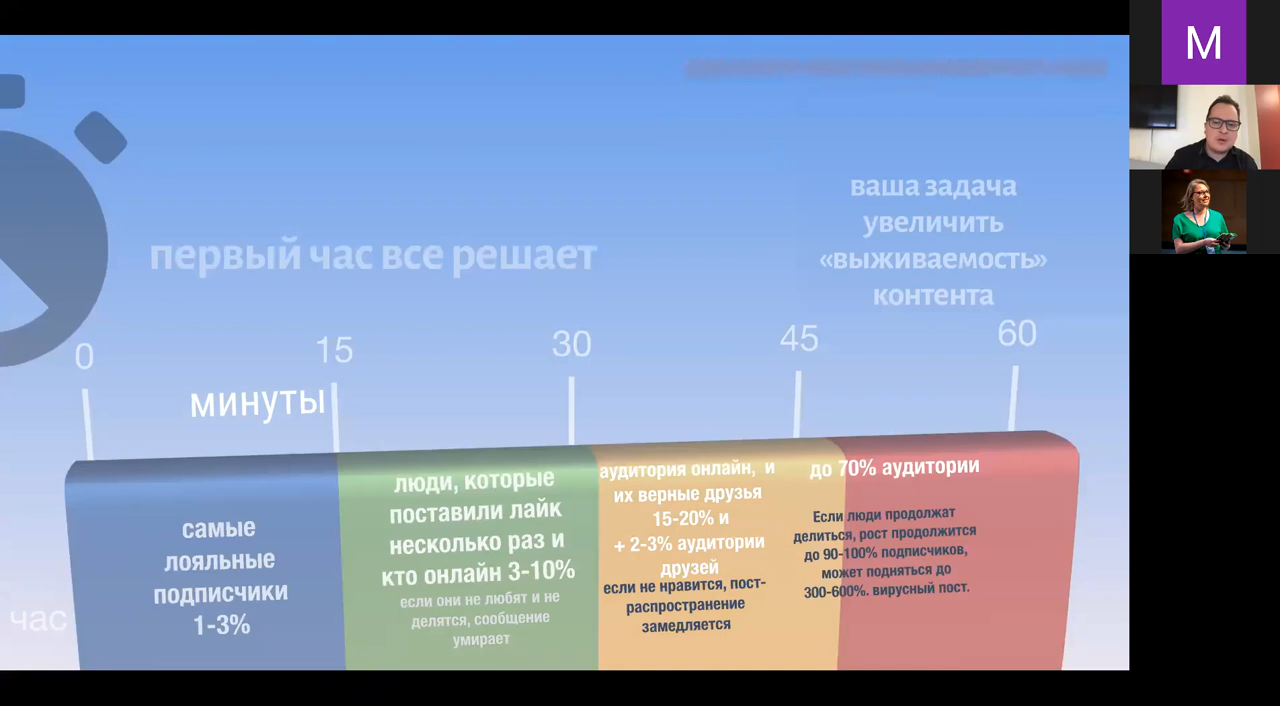 M
ваша задача
увеличить
«выживаемость»
контента
первый час все решает
0
15
30
45
60
минуты
час
самые
лояльные
подписчики
1-3%
люди, которые
поставили лайк
несколько раз и
кто онлайн 3-10%
если они не любят и не
делятся, сообщение
умирает
аудитория онлайн, и
их верные друзья
15-20% и
+ 2-3% аудитории
друзей
если не нравится, пост-
распространение
замедляется
до 70% аудитории
Если люди продолжат
делиться, рост продолжится
до 90-100% подписчиков,
может подняться до
300-600%. вирусный пост.